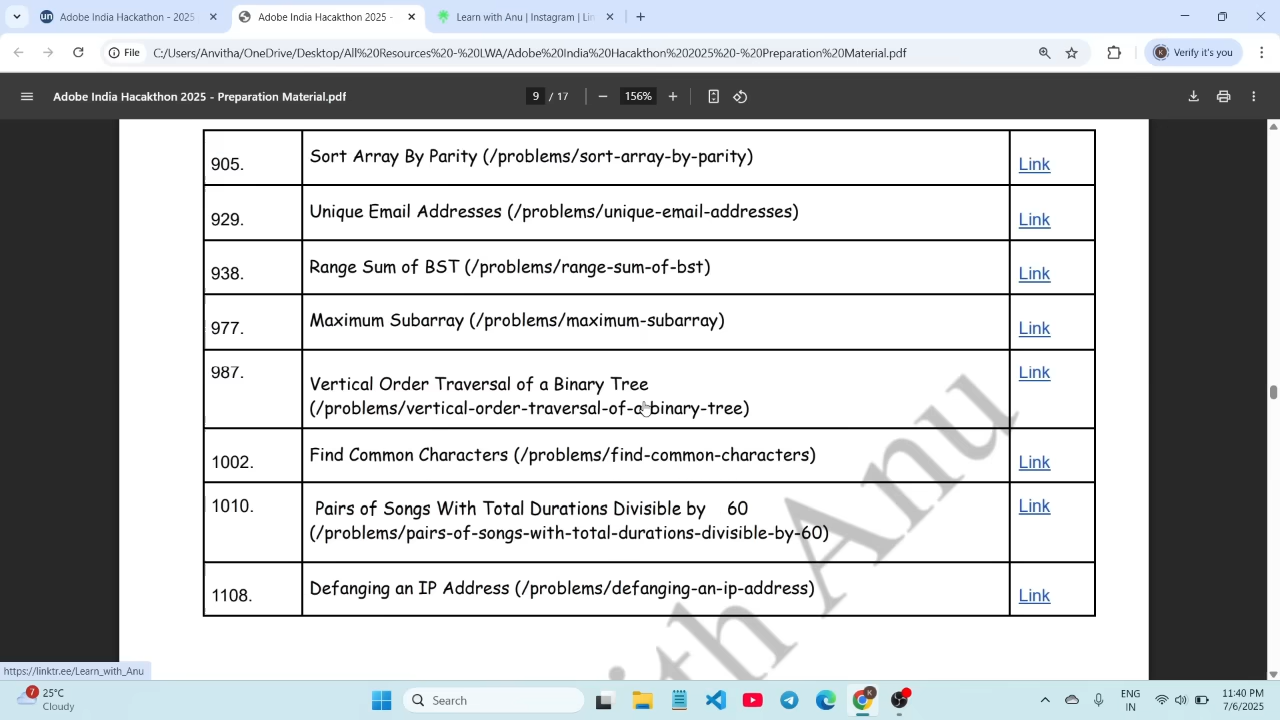 Adobe India Hackathon - 2025
Adobe India Hacakthon 2025 -
Learn with Anu | Instagram | Lin
File
C:/Users/Anvitha/OneDrive/Desktop/All%20Resources%20-%20LWA/Adobe%20India%20Hacakthon%202025%20-%20Preparation%20Material.pdf
Verify it's you
Adobe India Hacakthon 2025 - Preparation Material.pdf
9 / 17
156%
905. Sort Array By Parity (/problems/sort-array-by-parity) Link
929. Unique Email Addresses (/problems/unique-email-addresses) Link
938. Range Sum of BST (/problems/range-sum-of-bst) Link
977. Maximum Subarray (/problems/maximum-subarray) Link
987. Vertical Order Traversal of a Binary Tree Link
(/problems/vertical-order-traversal-of-a-binary-tree)
1002. Find Common Characters (/problems/find-common-characters) Link
1010. Pairs of Songs With Total Durations Divisible by 60 Link
(/problems/pairs-of-songs-with-total-durations-divisible-by-60)
1108. Defanging an IP Address (/problems/defanging-an-ip-address) Link
ith Anu
https://linktr.ee/Learn_with_Anu
7
25°C
Cloudy
Search
ENG
IN
11:40 PM
7/6/2025